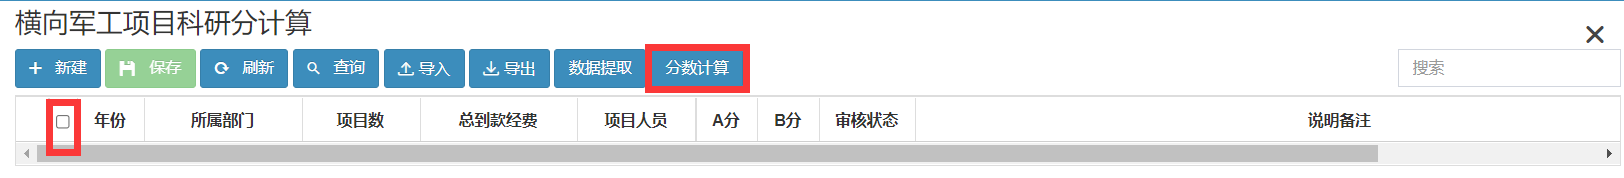 横向军工项目科研分计算
新建 保存 刷新 查询 导入 导出 数据提取 分数计算 搜索
年份 所属部门 项目数 总到款经费 项目人员 A分 B分 审核状态 说明备注